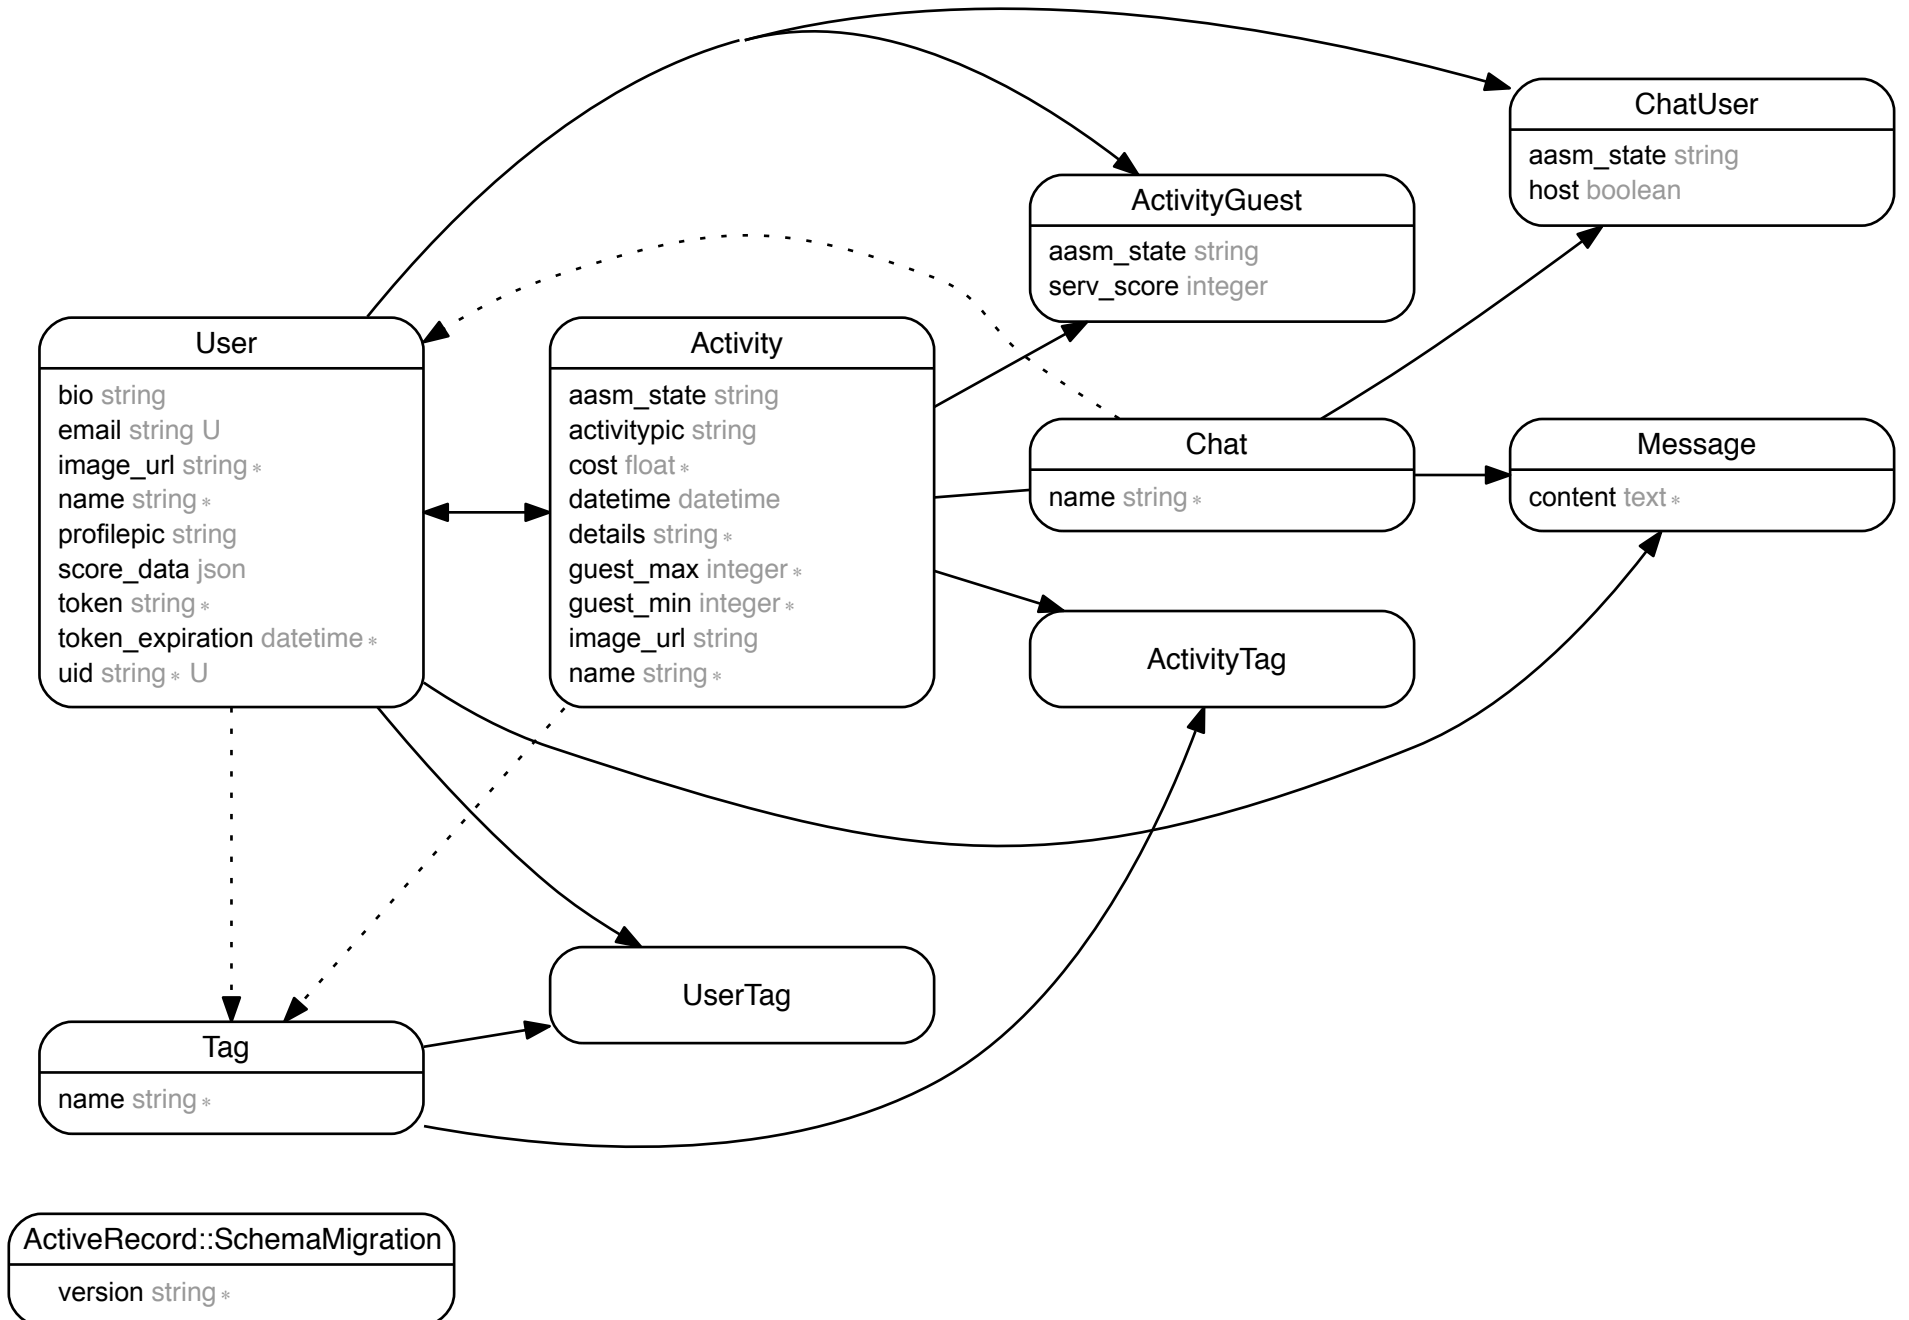 ChatUser
aasm_state string
host boolean
ActivityGuest
aasm_state string
serv_score integer
User
bio string
email string U
image_url string *
name string *
profilepic string
score_data json
token string *
token_expiration datetime *
uid string * U
Activity
aasm_state string
activitypic string
cost float *
datetime datetime
details string *
guest_max integer *
guest_min integer *
image_url string
name string *
Chat
name string *
Message
content text *
ActivityTag
UserTag
Tag
name string *
ActiveRecord::SchemaMigration
version string *